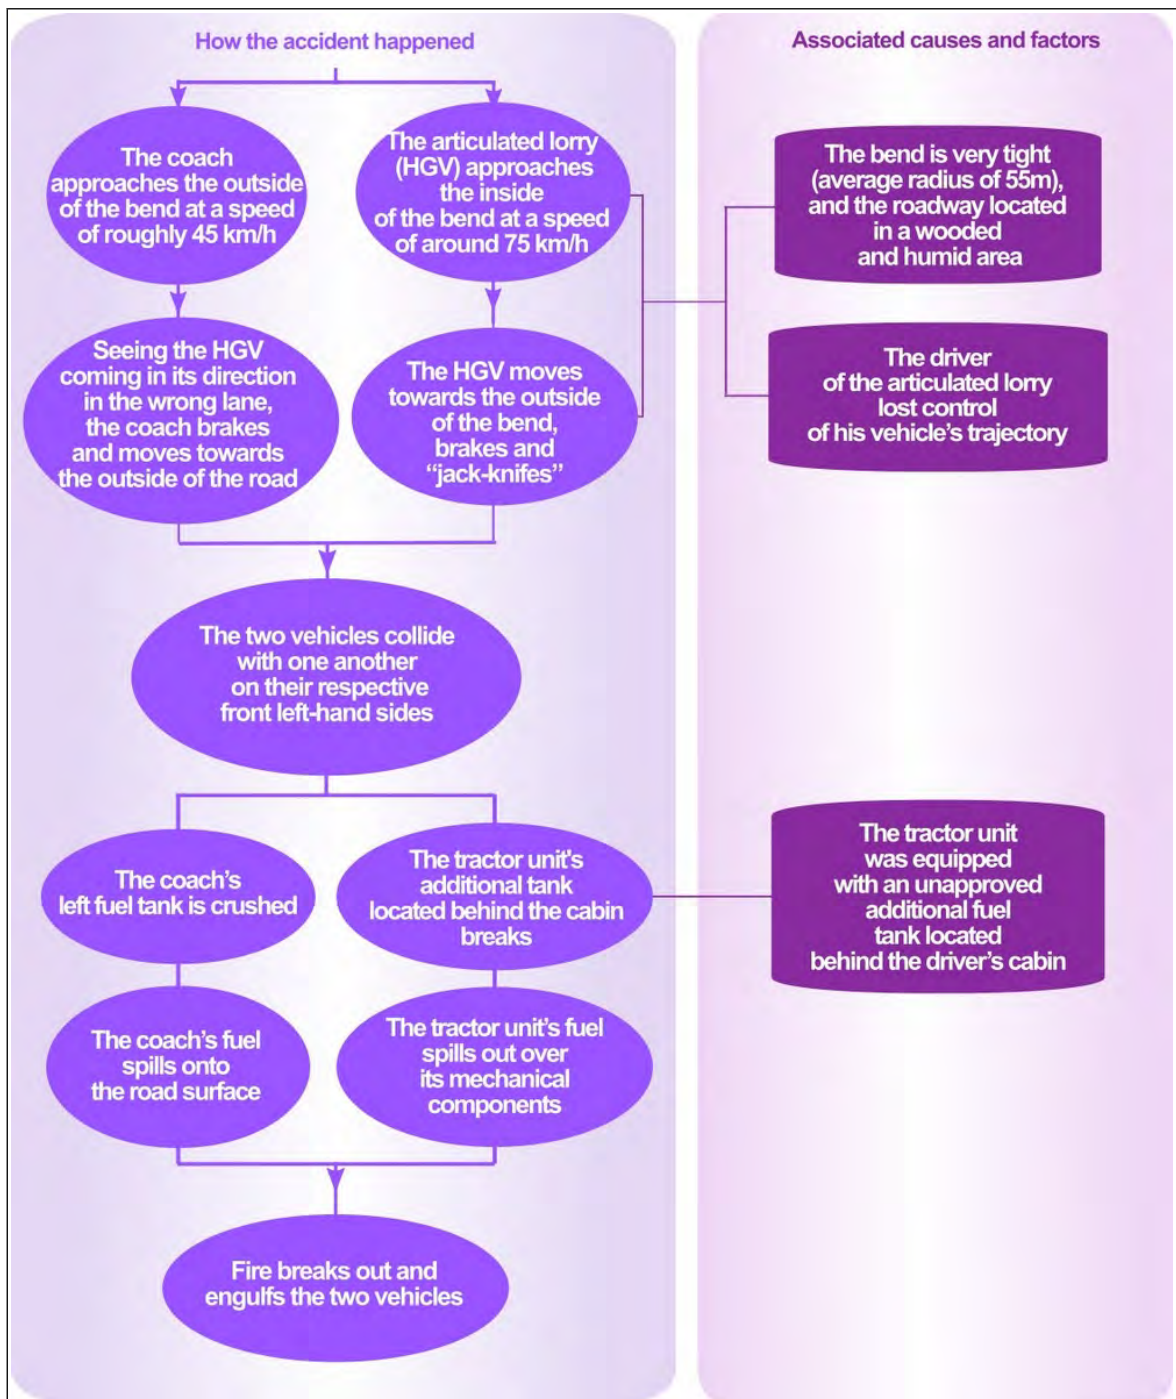 How the accident happened
Associated causes and factors
The coach
approaches the outside
of the bend at a speed
of roughly 45 km/h
The articulated lorry
(HGV) approaches
the inside
of the bend at a speed
of around 75 km/h
The bend is very tight
(average radius of 55m),
and the roadway located
in a wooded
and humid area
Seeing the HGV
coming in its direction
in the wrong lane,
the coach brakes
and moves towards
the outside of the road
The HGV moves
towards the outside
of the bend,
brakes and
“jack-knifes”
The driver
of the articulated lorry
lost control
of his vehicle’s trajectory
The two vehicles collide
with one another
on their respective
front left-hand sides
The coach’s
left fuel tank is crushed
The tractor unit's
additional tank
located behind the cabin
breaks
The tractor unit
was equipped
with an unapproved
additional fuel
tank located
behind the driver’s cabin
The coach’s fuel
spills onto
the road surface
The tractor unit’s fuel
spills out over
its mechanical
components
Fire breaks out and
engulfs the two vehicles